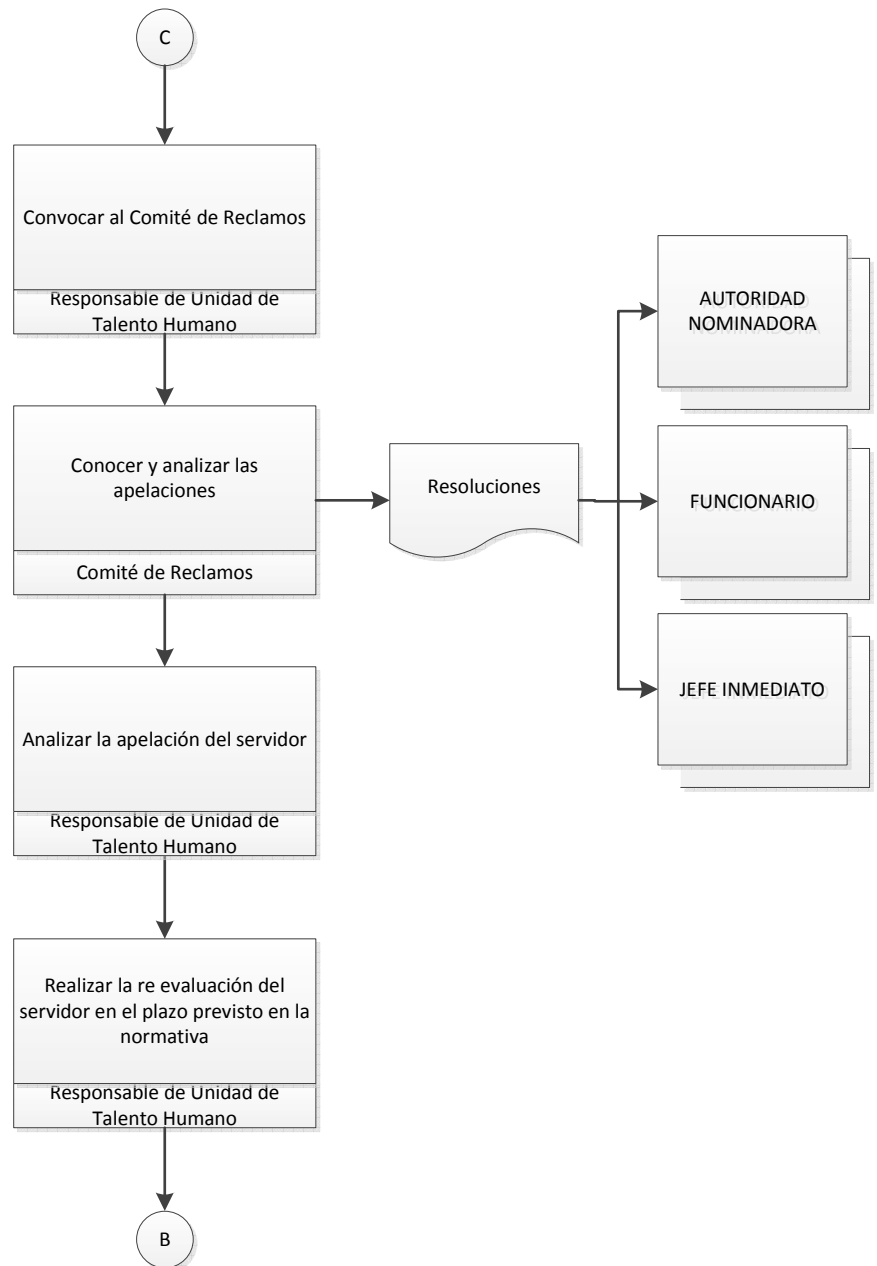 C
Convocar al Comité de Reclamos
Responsable de Unidad de
Talento Humano
Conocer y analizar las
apelaciones
Comité de Reclamos
Resoluciones
AUTORIDAD
NOMINADORA
FUNCIONARIO
JEFE INMEDIATO
Analizar la apelación del servidor
Responsable de Unidad de
Talento Humano
Realizar la re evaluación del
servidor en el plazo previsto en la
normativa
Responsable de Unidad de
Talento Humano
B